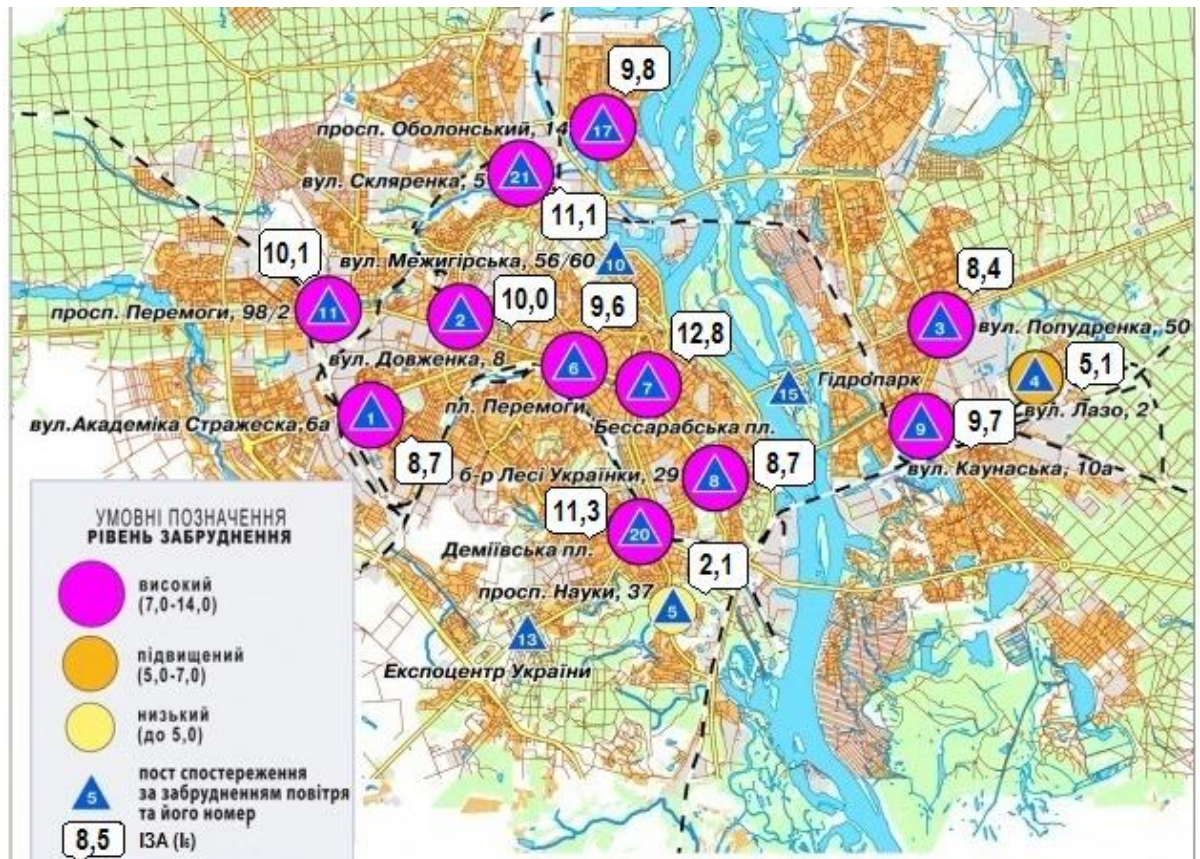 9,8
просп. Оболонський, 14
17
21
вул. Скляренка, 5
11,1
10,1
вул. Межигірська, 56/60
10
8,4
просп. Перемоги, 98/2
11
2
10,0
9,6
12,8
3
вул. Попудренка, 50
вул. Довженка, 8
6
7
15
Гідропарк
4
5,1
вул. Лазо, 2
пл. Перемоги
вул.Академіка Стражеска,6а
1
Бессарабська пл.
9
9,7
8,7
б-р Лесі Українки, 29
8
8,7
вул. Каунаська, 10а
11,3
20
Деміївська пл.
2,1
просп. Науки, 37
5
13
Експоцентр України
УМОВНІ ПОЗНАЧЕННЯ
РІВЕНЬ ЗАБРУДНЕННЯ
високий
(7,0-14,0)
підвищений
(5,0-7,0)
низький
(до 5,0)
5
пост спостереження
за забрудненням повітря
та його номер
8,5 ІЗА (І₅)